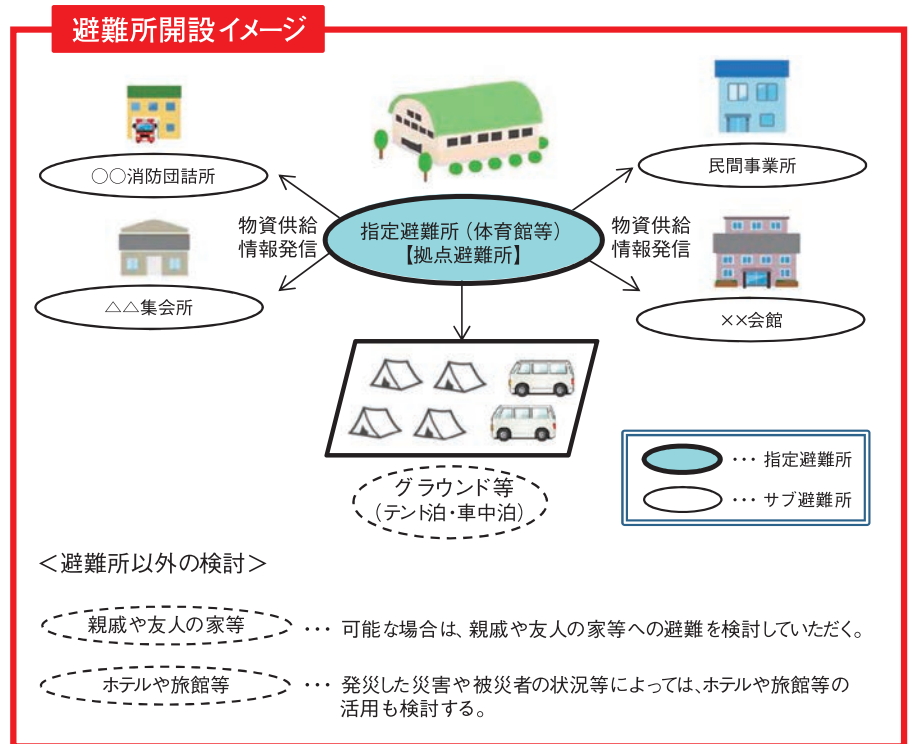 避難所開設イメージ
○○消防団詰所
民間事業所
物資供給
情報発信
指定避難所（体育館等）
【拠点避難所】
物資供給
情報発信
△△集会所
××会館
グラウンド等
（テント泊・車中泊）
･･･ 指定避難所
･･･ サブ避難所
＜避難所以外の検討＞
親戚や友人の家等 ･･･ 可能な場合は、親戚や友人の家等への避難を検討していただく。
ホテルや旅館等 ･･･ 発災した災害や被災者の状況等によっては、ホテルや旅館等の
活用も検討する。